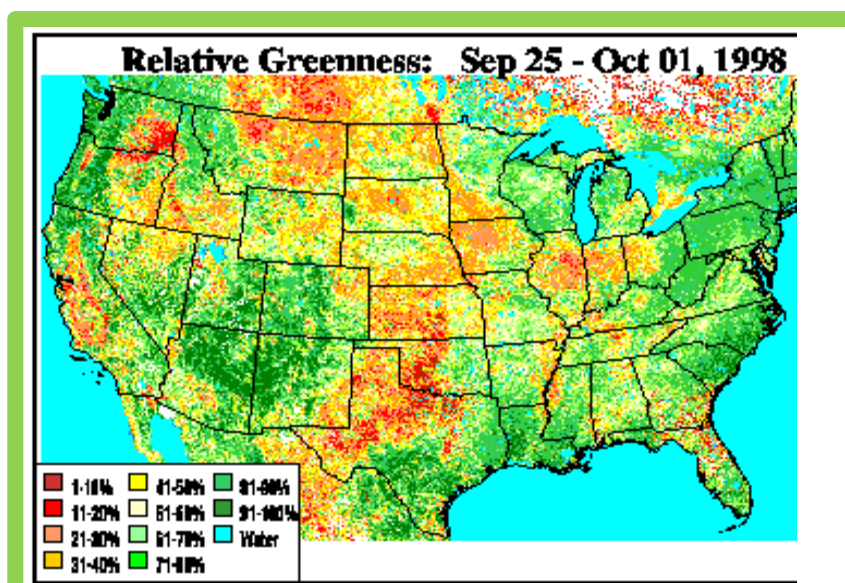 Relative Greenness: Sep 25 - Oct 01, 1998
1-10% 41-50% 81-90%
11-20% 51-60% 91-100%
21-30% 61-70% Water
31-40% 71-80%